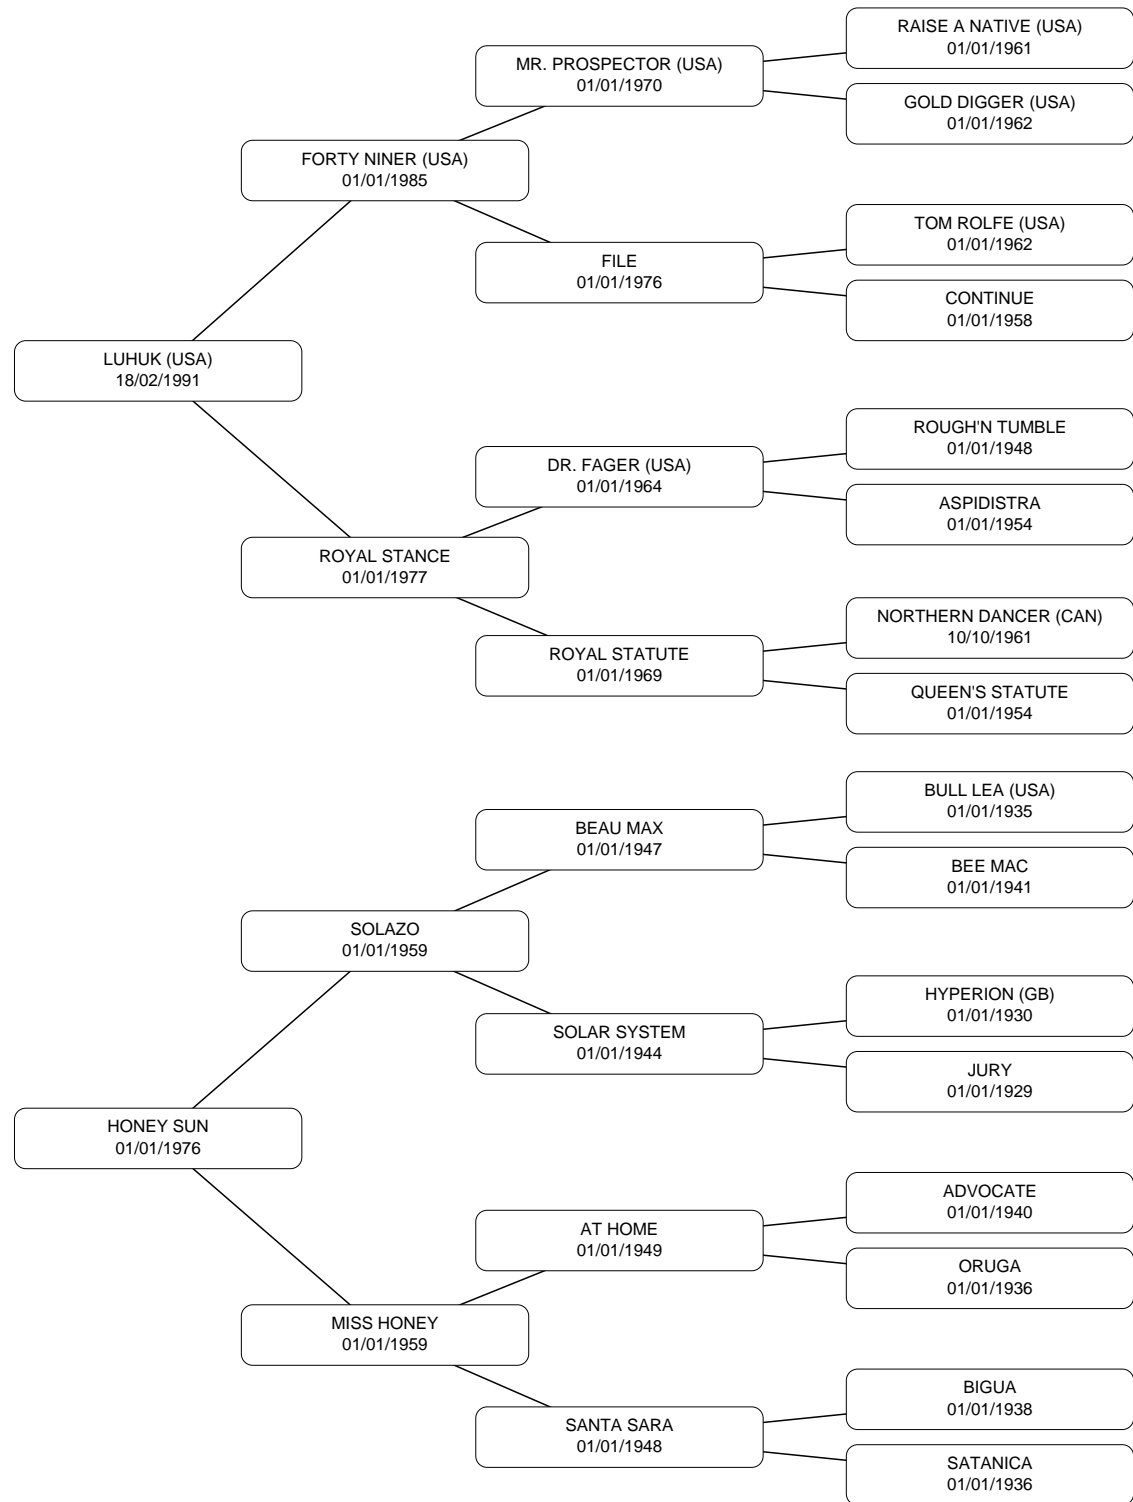 RAISE A NATIVE (USA)
01/01/1961
MR. PROSPECTOR (USA)
01/01/1970
GOLD DIGGER (USA)
01/01/1962
FORTY NINER (USA)
01/01/1985
TOM ROLFE (USA)
01/01/1962
FILE
01/01/1976
CONTINUE
01/01/1958
LUHUK (USA)
18/02/1991
ROUGH'N TUMBLE
01/01/1948
DR. FAGER (USA)
01/01/1964
ASPIDISTRA
01/01/1954
ROYAL STANCE
01/01/1977
NORTHERN DANCER (CAN)
10/10/1961
ROYAL STATUTE
01/01/1969
QUEEN'S STATUTE
01/01/1954
BULL LEA (USA)
01/01/1935
BEAU MAX
01/01/1947
BEE MAC
01/01/1941
SOLAZO
01/01/1959
HYPERION (GB)
01/01/1930
SOLAR SYSTEM
01/01/1944
JURY
01/01/1929
HONEY SUN
01/01/1976
ADVOCATE
01/01/1940
AT HOME
01/01/1949
ORUGA
01/01/1936
MISS HONEY
01/01/1959
BIGUA
01/01/1938
SANTA SARA
01/01/1948
SATANICA
01/01/1936